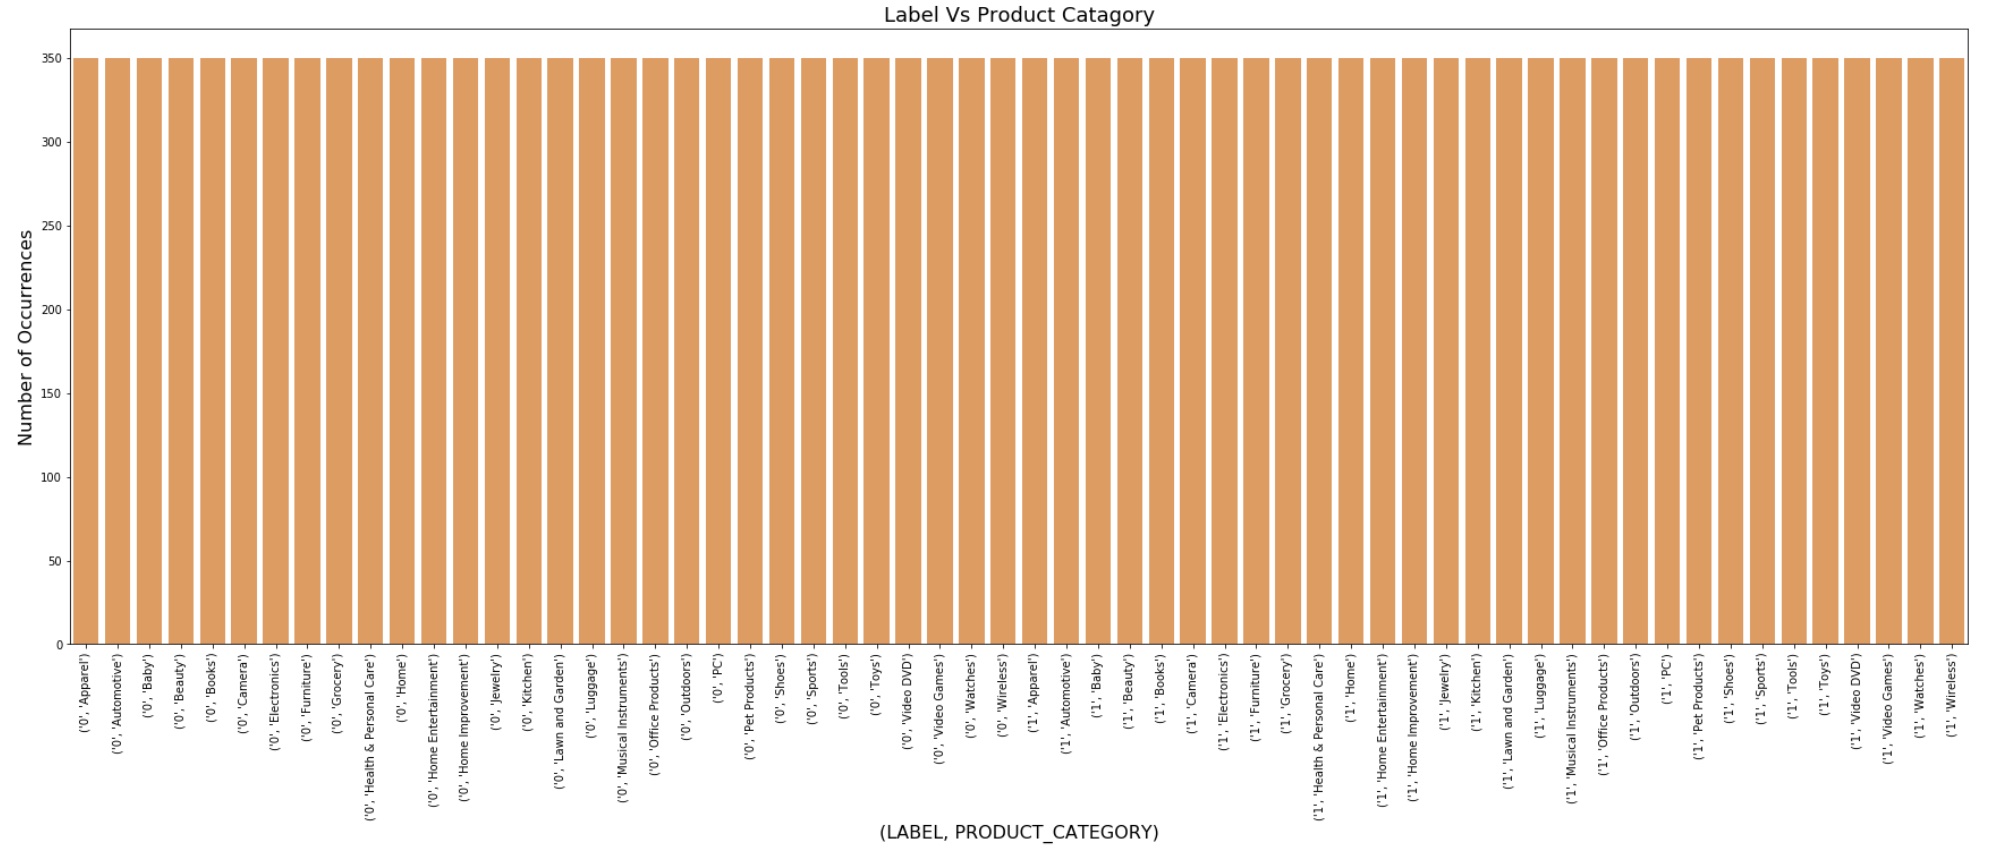 Label Vs Product Catagory
Number of Occurrences
350
300
250
200
150
100
50
0
('0', 'Apparel')
('0', 'Automotive')
('0', 'Baby')
('0', 'Beauty')
('0', 'Books')
('0', 'Camera')
('0', 'Electronics')
('0', 'Furniture')
('0', 'Grocery')
('0', 'Health & Personal Care')
('0', 'Home')
('0', 'Home Entertainment')
('0', 'Home Improvement')
('0', 'Jewelry')
('0', 'Kitchen')
('0', 'Lawn and Garden')
('0', 'Luggage')
('0', 'Musical Instruments')
('0', 'Office Products')
('0', 'Outdoors')
('0', 'PC')
('0', 'Pet Products')
('0', 'Shoes')
('0', 'Sports')
('0', 'Tools')
('0', 'Toys')
('0', 'Video DVD')
('0', 'Video Games')
('0', 'Watches')
('0', 'Wireless')
('1', 'Apparel')
('1', 'Automotive')
('1', 'Baby')
('1', 'Beauty')
('1', 'Books')
('1', 'Camera')
('1', 'Electronics')
('1', 'Furniture')
('1', 'Grocery')
('1', 'Health & Personal Care')
('1', 'Home')
('1', 'Home Entertainment')
('1', 'Home Improvement')
('1', 'Jewelry')
('1', 'Kitchen')
('1', 'Lawn and Garden')
('1', 'Luggage')
('1', 'Musical Instruments')
('1', 'Office Products')
('1', 'Outdoors')
('1', 'PC')
('1', 'Pet Products')
('1', 'Shoes')
('1', 'Sports')
('1', 'Tools')
('1', 'Toys')
('1', 'Video DVD')
('1', 'Video Games')
('1', 'Watches')
('1', 'Wireless')
(LABEL, PRODUCT_CATEGORY)